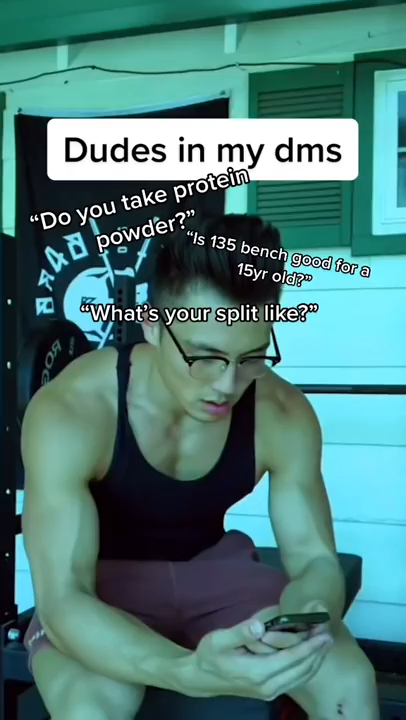 Dudes in my dms
“Do you take protein
powder?”
“Is 135 bench good for a
15yr old?”
“What’s your split like?”
ROGUE